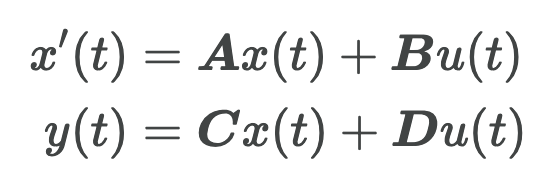 x′(t) = Ax(t) + Bu(t)
y(t) = Cx(t) + Du(t)